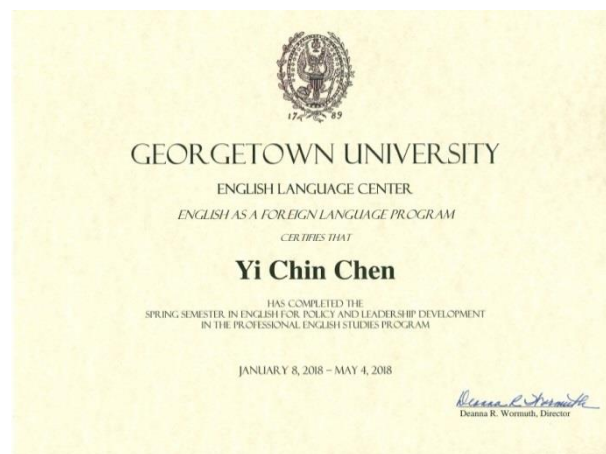 17 89
GEORGETOWN UNIVERSITY
ENGLISH LANGUAGE CENTER
ENGLISH AS A FOREIGN LANGUAGE PROGRAM
CERTIFIES THAT
Yi Chin Chen
HAS COMPLETED THE
SPRING SEMESTER IN ENGLISH FOR POLICY AND LEADERSHIP DEVELOPMENT
IN THE PROFESSIONAL ENGLISH STUDIES PROGRAM
JANUARY 8, 2018 – MAY 4, 2018
Deanna R. Wormuth
Deanna R. Wormuth, Director